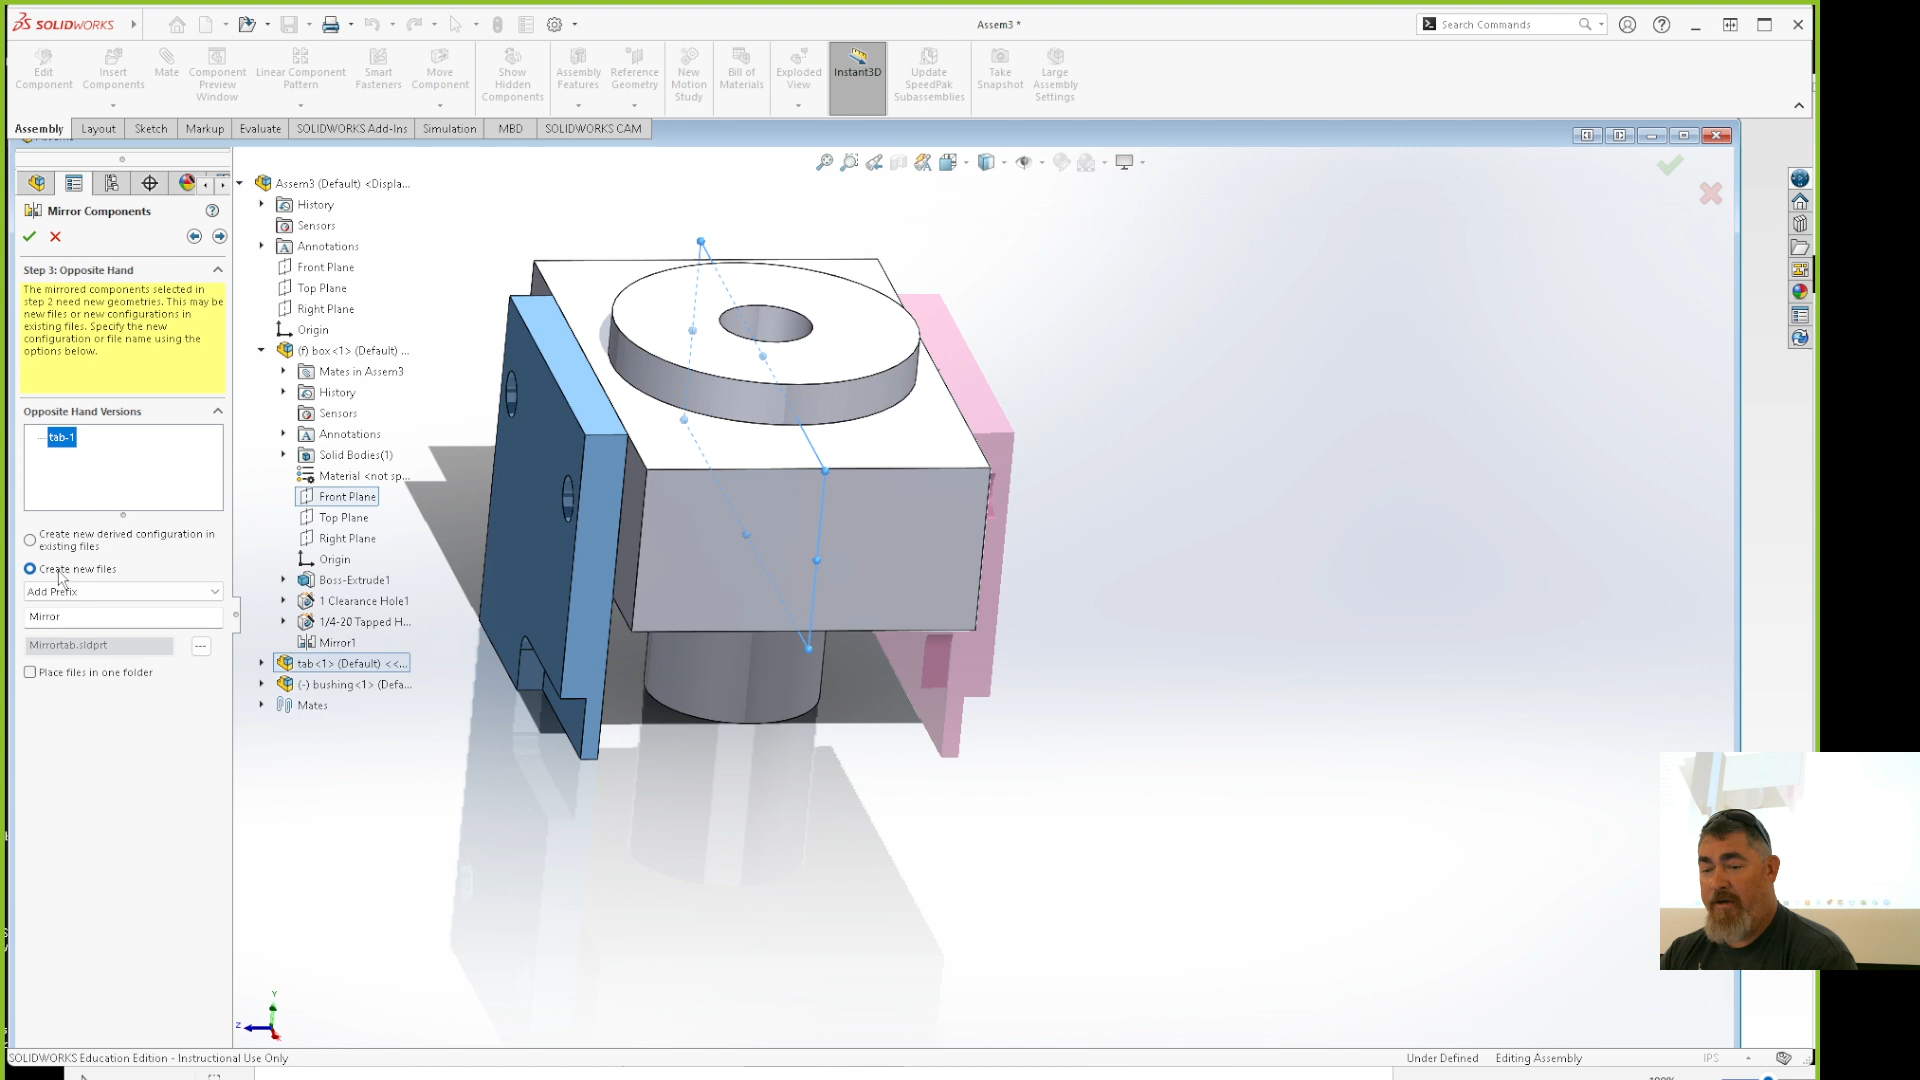 SOLIDWORKS
Assem3 *
Search Commands
Edit
Component
Insert
Components
Mate
Component
Preview
Window
Linear Component
Pattern
Smart
Fasteners
Move
Component
Show
Hidden
Components
Assembly
Features
Reference
Geometry
New
Motion
Study
Bill of
Materials
Exploded
View
Instant3D
Update
SpeedPak
Subassemblies
Take
Snapshot
Large
Assembly
Settings
Assembly
Layout
Sketch
Markup
Evaluate
SOLIDWORKS Add-Ins
Simulation
MBD
SOLIDWORKS CAM
Mirror Components
Step 3: Opposite Hand
The mirrored components selected in
step 2 need new geometries. This may be
new files or new configurations in
existing files. Specify the new
configuration or file name using the
options below.
Opposite Hand Versions
tab-1
Create new derived configuration in
existing files
Create new files
Add Prefix
Mirror
Mirrortab.sldprt
Place files in one folder
Assem3 (Default) <Displa...
History
Sensors
Annotations
Front Plane
Top Plane
Right Plane
Origin
(f) box<1> (Default) ...
Mates in Assem3
History
Sensors
Annotations
Solid Bodies(1)
Material <not sp...
Front Plane
Top Plane
Right Plane
Origin
Boss-Extrude1
1 Clearance Hole1
1/4-20 Tapped H...
Mirror1
tab<1> (Default) <<...
(-) bushing<1> (Defa...
Mates
Y
Z
SOLIDWORKS Education Edition - Instructional Use Only
Under Defined
Editing Assembly
IPS